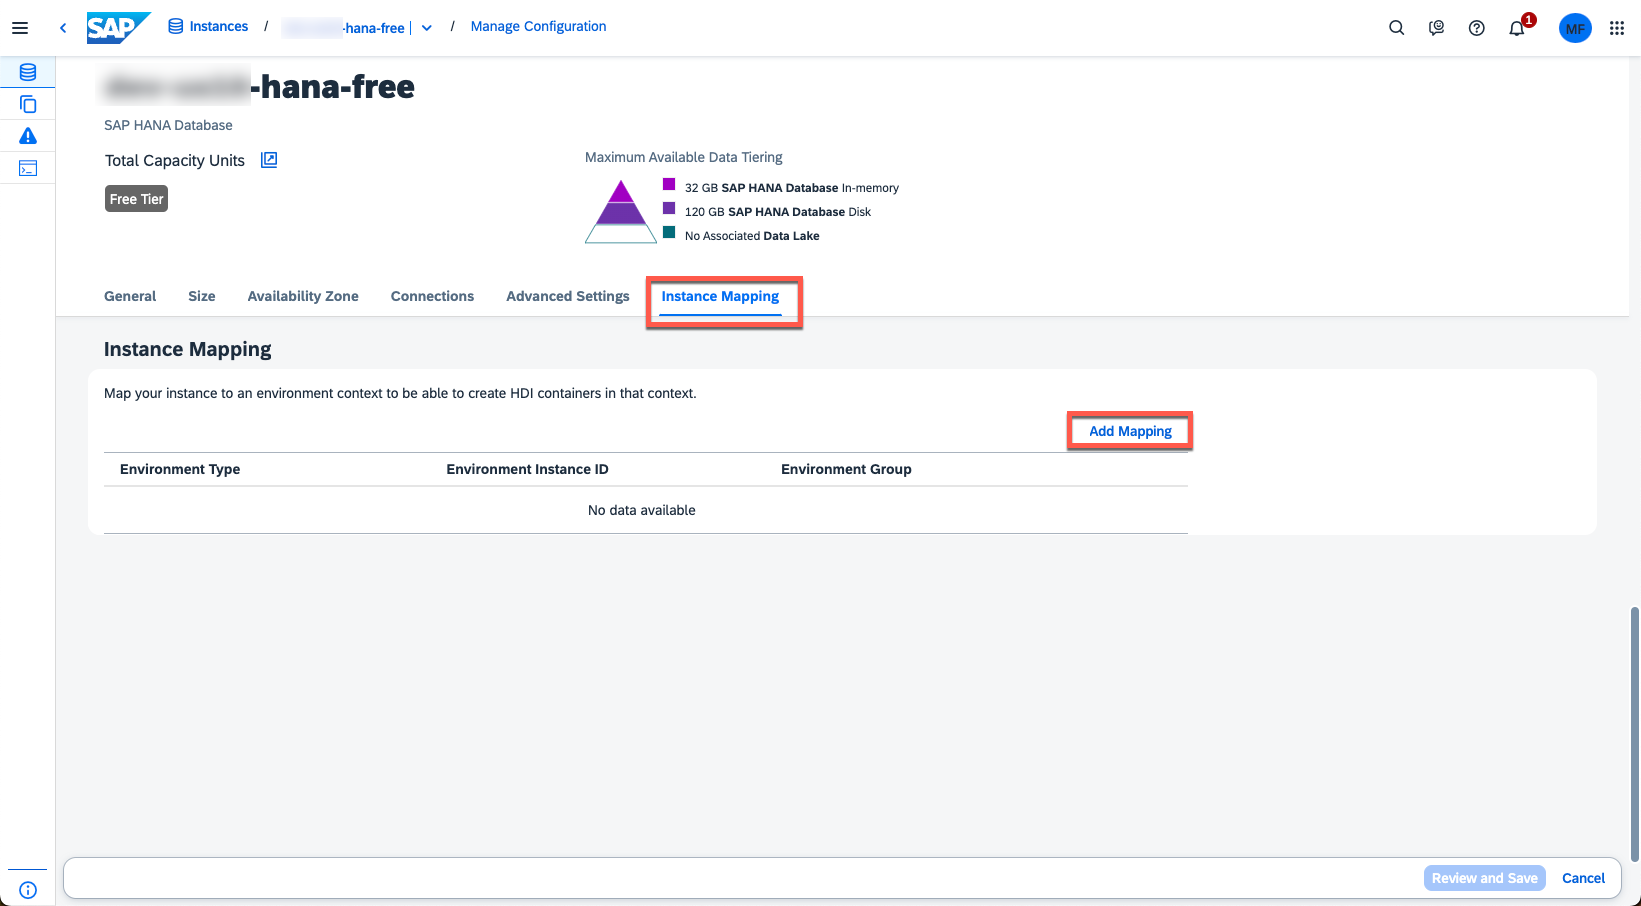 SAP Instances / -hana-free | / Manage Configuration 1 MF
-hana-free
SAP HANA Database
Total Capacity Units
Free Tier
Maximum Available Data Tiering
32 GB SAP HANA Database In-memory
120 GB SAP HANA Database Disk
No Associated Data Lake
General Size Availability Zone Connections Advanced Settings Instance Mapping
Instance Mapping
Map your instance to an environment context to be able to create HDI containers in that context.
Add Mapping
Environment Type Environment Instance ID Environment Group
No data available
Review and Save Cancel